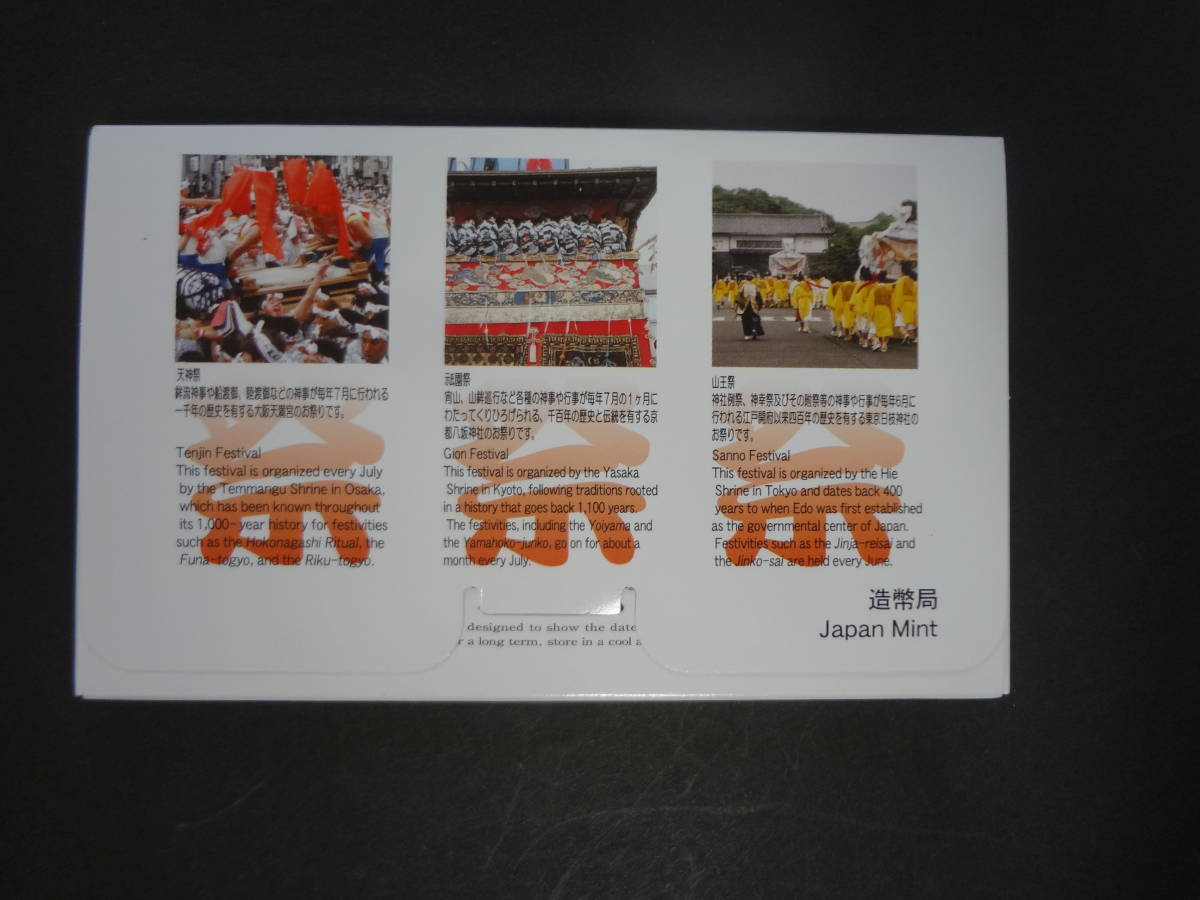 天神祭
鉾流神事や船渡御、陸渡御などの神事が毎年7月に行われる
一千年の歴史を有する大阪天満宮のお祭りです。
Tenjin Festival
This festival is organized every July
by the Temmangu Shrine in Osaka,
which has been known throughout
its 1,000-year history for festivities
such as the Hokonagashi Ritual, the
Funa-togyo, and the Riku-togyo.
祭
祇園祭
宵山、山鉾巡行など各種の神事や行事が毎年7月の1ヶ月に
わたってくりひろげられる、千百年の歴史と伝統を有する京
都八坂神社のお祭りです。
Gion Festival
This festival is organized by the Yasaka
Shrine in Kyoto, following traditions rooted
in a history that goes back 1,100 years.
The festivities, including the Yoiyama and
the Yamahoko-junko, go on for about a
month every July.
祭
山王祭
神社例祭、神幸祭及びその附祭等の神事や行事が毎年6月に
行われる江戸開府以来四百年の歴史を有する東京日枝神社の
お祭りです。
Sanno Festival
This festival is organized by the Hie
Shrine in Tokyo and dates back 400
years to when Edo was first established
as the governmental center of Japan.
Festivities such as the Jinja-reisai and
the Jinko-sai are held every June.
祭
造幣局
Japan Mint
designed to show the date
a long term, store in a cool